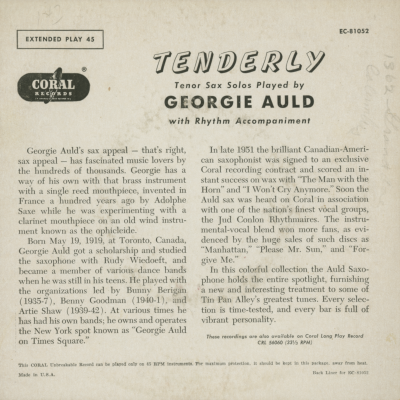 EC-81052
EXTENDED PLAY 45
TENDERLY
CORAL
RECORDS
®
Tenor Sax Solos Played by
GEORGIE AULD
with Rhythm Accompaniment
Georgie Auld's sax appeal — that's right,
sax appeal — has fascinated music lovers by
the hundreds of thousands. Georgie has a
way of his own with that brass instrument
with a single reed mouthpiece, invented in
France a hundred years ago by Adolphe
Saxe while he was experimenting with a
clarinet mouthpiece on an old wind instru-
ment known as the ophicleide.
Born May 19, 1919, at Toronto, Canada,
Georgie Auld got a scholarship and studied
the saxophone with Rudy Wiedoeft, and
became a member of various dance bands
when he was still in his teens. He played with
the organizations led by Bunny Berigan
(1935-7), Benny Goodman (1940-1), and
Artie Shaw (1939-42). At various times he
has had his own bands; he owns and operates
the New York spot known as "Georgie Auld
on Times Square."
In late 1951 the brilliant Canadian-Ameri-
can saxophonist was signed to an exclusive
Coral recording contract and scored an in-
stant success on wax with "The Man with the
Horn" and "I Won't Cry Anymore." Soon the
Auld sax was heard on Coral in association
with one of the nation's finest vocal groups,
the Jud Conlon Rhythmaires. The instru-
mental-vocal blend won more fans, as evi-
denced by the huge sales of such discs as
"Manhattan," "Please Mr. Sun," and "For-
give Me."
In this colorful collection the Auld Saxo-
phone holds the entire spotlight, furnishing
a new and interesting treatment to some of
Tin Pan Alley's greatest tunes. Every selec-
tion is time-tested, and every bar is full of
vibrant personality.
These recordings are also available on Coral Long Play Record
CRL 56060 (33⅓ RPM)
This CORAL Unbreakable Record can be played only on 45 RPM instruments. For maximum protection, it should be kept in this package, away from heat.
Made in U.S.A.